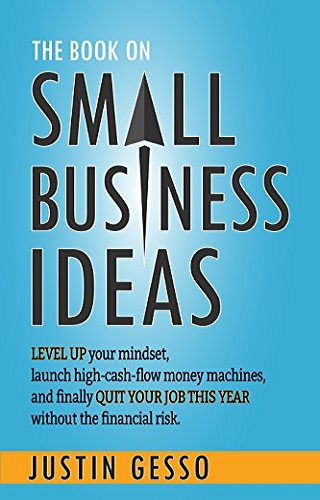 THE BOOK ON
SMALL
BUSINESS
IDEAS
LEVEL UP your mindset,
launch high-cash-flow money machines,
and finally QUIT YOUR JOB THIS YEAR
without the financial risk.
JUSTIN GESSO